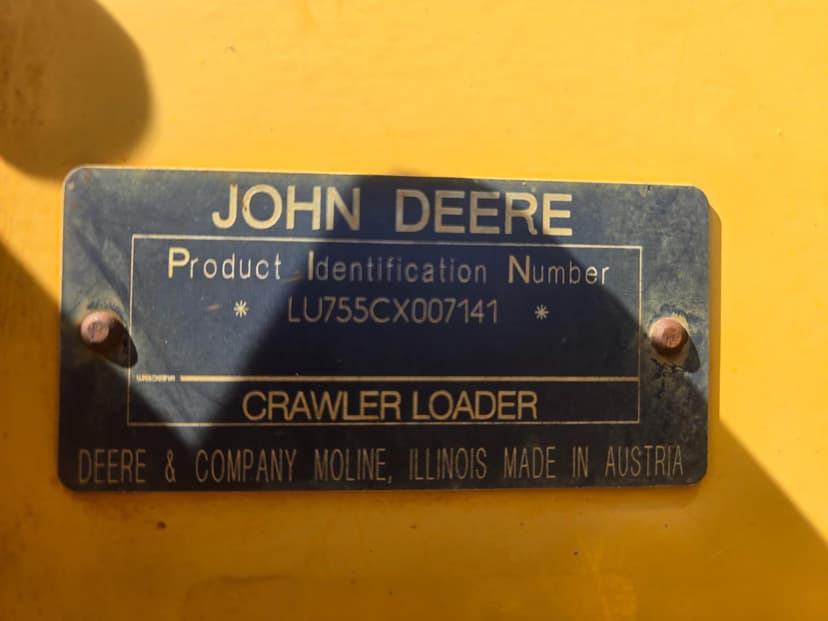 JOHN DEERE
Product Identification Number
* LU755CX007141 *
CRAWLER LOADER
DEERE & COMPANY MOLINE, ILLINOIS MADE IN AUSTRIA